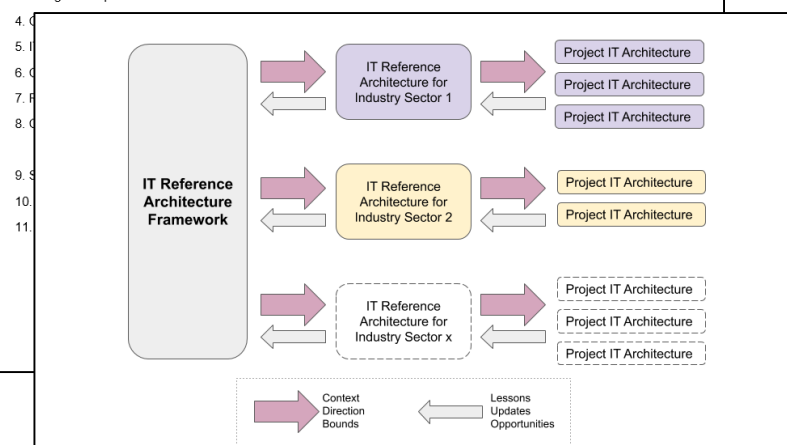 4.
5.
6.
7.
8.
9.
10.
11.
IT Reference
Architecture
Framework
IT Reference
Architecture for
Industry Sector 1
Project IT Architecture
Project IT Architecture
Project IT Architecture
IT Reference
Architecture for
Industry Sector 2
Project IT Architecture
Project IT Architecture
IT Reference
Architecture for
Industry Sector x
Project IT Architecture
Project IT Architecture
Project IT Architecture
Context
Direction
Bounds
Lessons
Updates
Opportunities